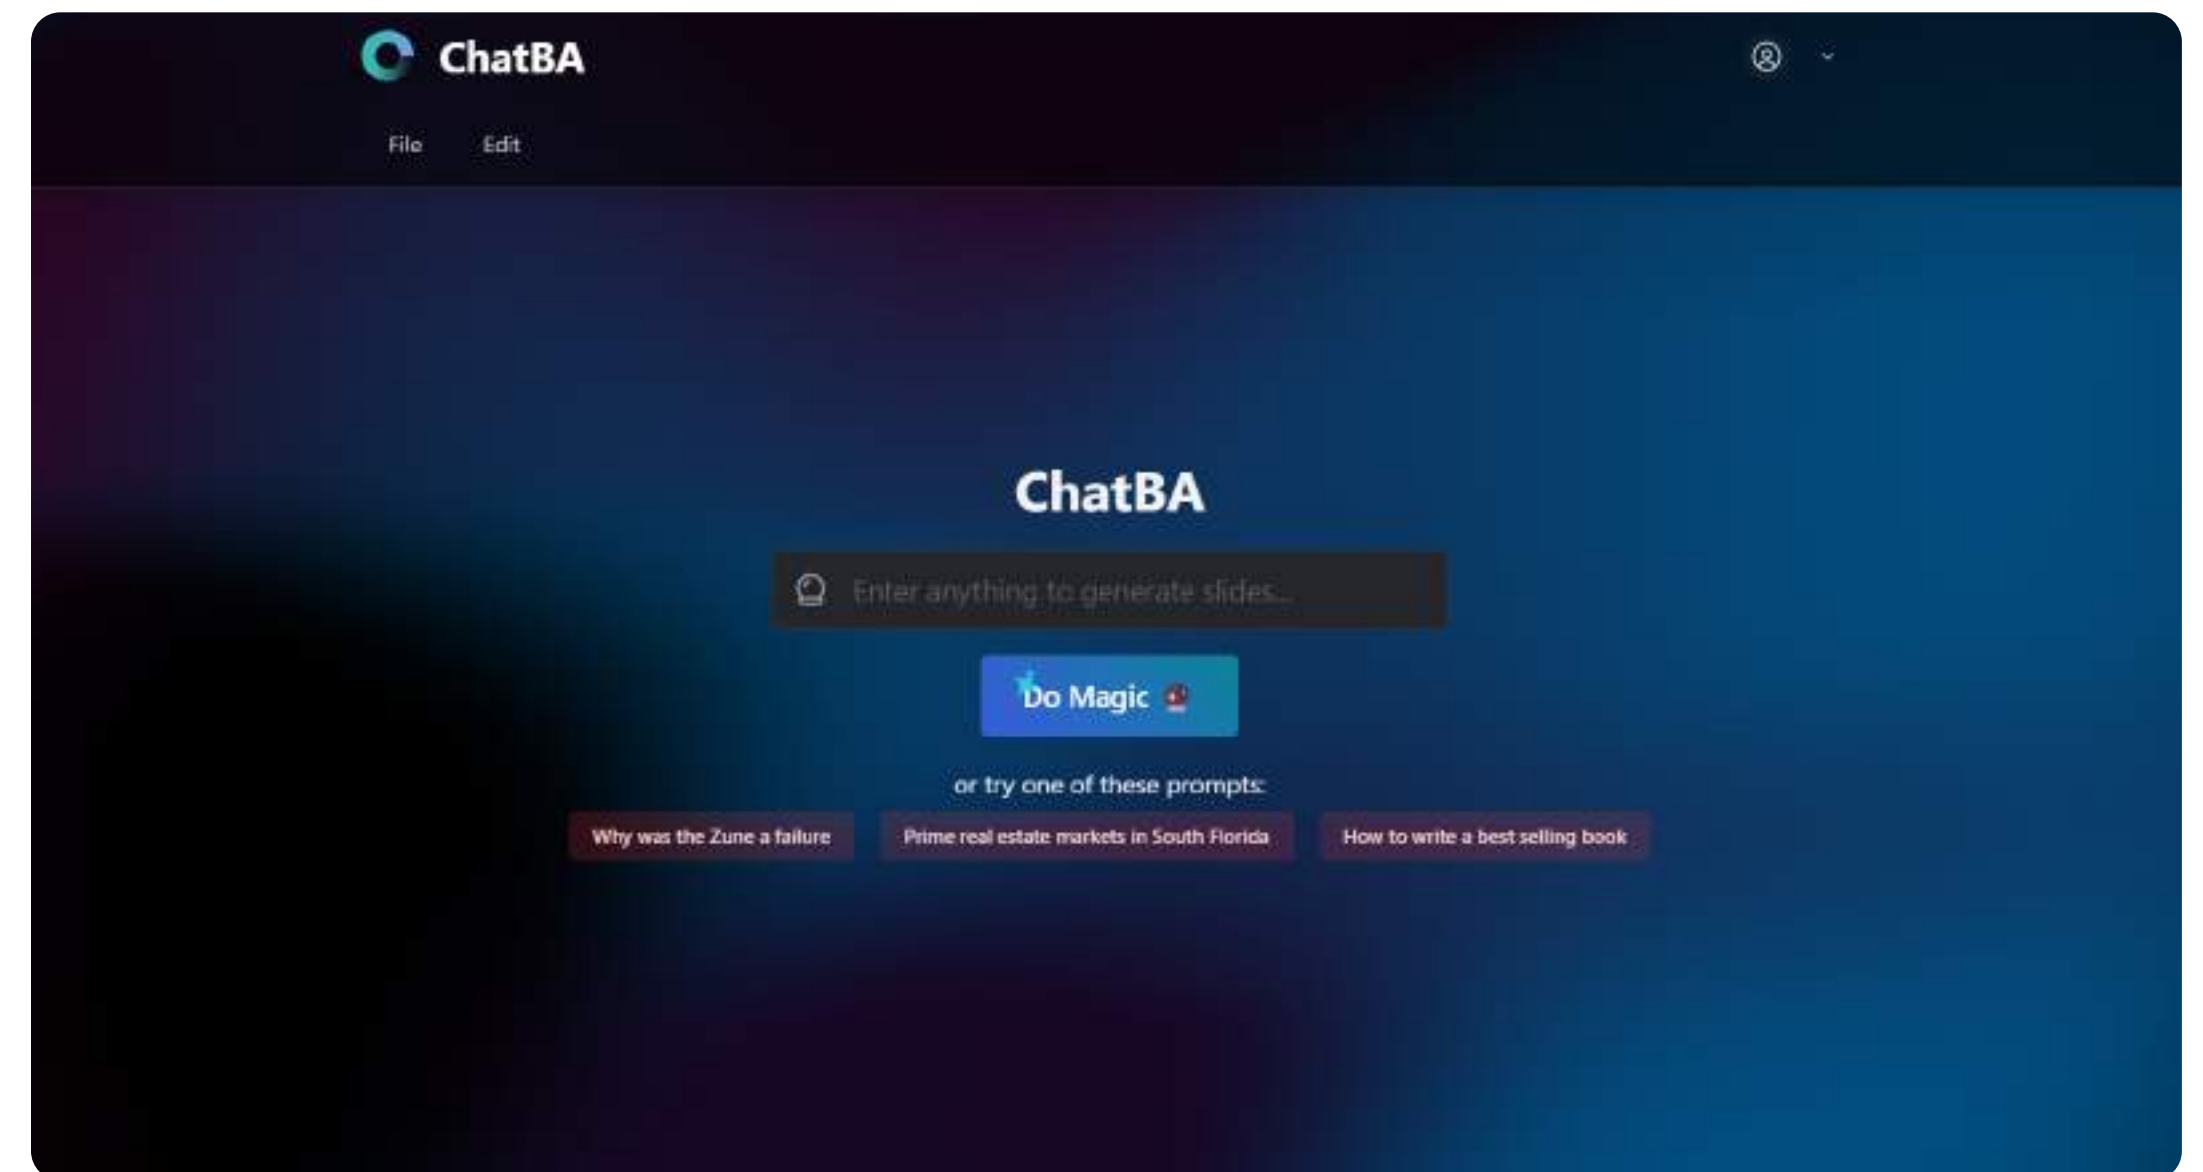 ChatBA
File Edit
ChatBA
Enter anything to generate slides...
Do Magic
or try one of these prompts:
Why was the Zune a failure
Prime real estate markets in South Florida
How to write a best selling book